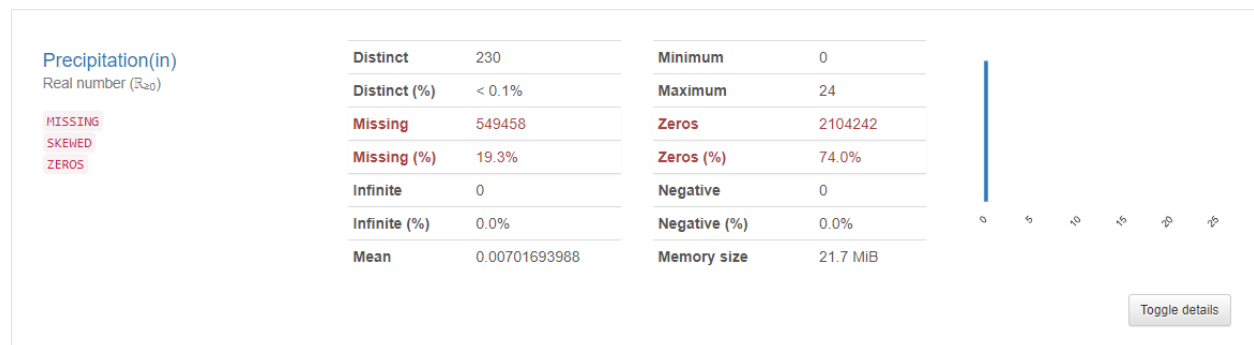 Precipitation(in)
Real number (ℝ≥0)
MISSING
SKEWED
ZEROS
Distinct 230
Distinct (%) < 0.1%
Missing 549458
Missing (%) 19.3%
Infinite 0
Infinite (%) 0.0%
Mean 0.00701693988
Minimum 0
Maximum 24
Zeros 2104242
Zeros (%) 74.0%
Negative 0
Negative (%) 0.0%
Memory size 21.7 MiB
0 5 10 15 20 25
Toggle details